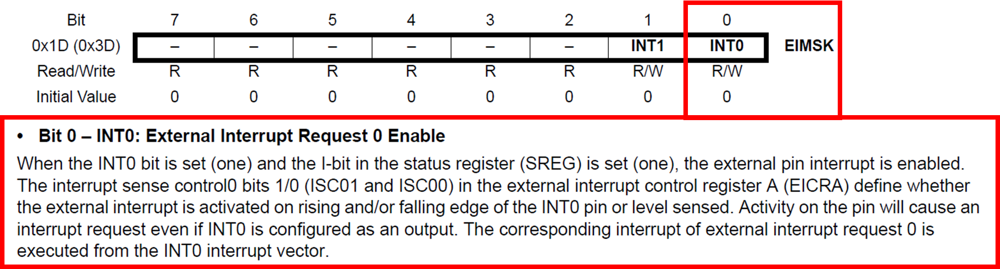 Bit 7 6 5 4 3 2 1 0
0x1D (0x3D) – – – – – – INT1 INT0 EIMSK
Read/Write R R R R R R R/W R/W
Initial Value 0 0 0 0 0 0 0 0
• Bit 0 – INT0: External Interrupt Request 0 Enable
When the INT0 bit is set (one) and the I-bit in the status register (SREG) is set (one), the external pin interrupt is enabled.
The interrupt sense control0 bits 1/0 (ISC01 and ISC00) in the external interrupt control register A (EICRA) define whether
the external interrupt is activated on rising and/or falling edge of the INT0 pin or level sensed. Activity on the pin will cause an
interrupt request even if INT0 is configured as an output. The corresponding interrupt of external interrupt request 0 is
executed from the INT0 interrupt vector.